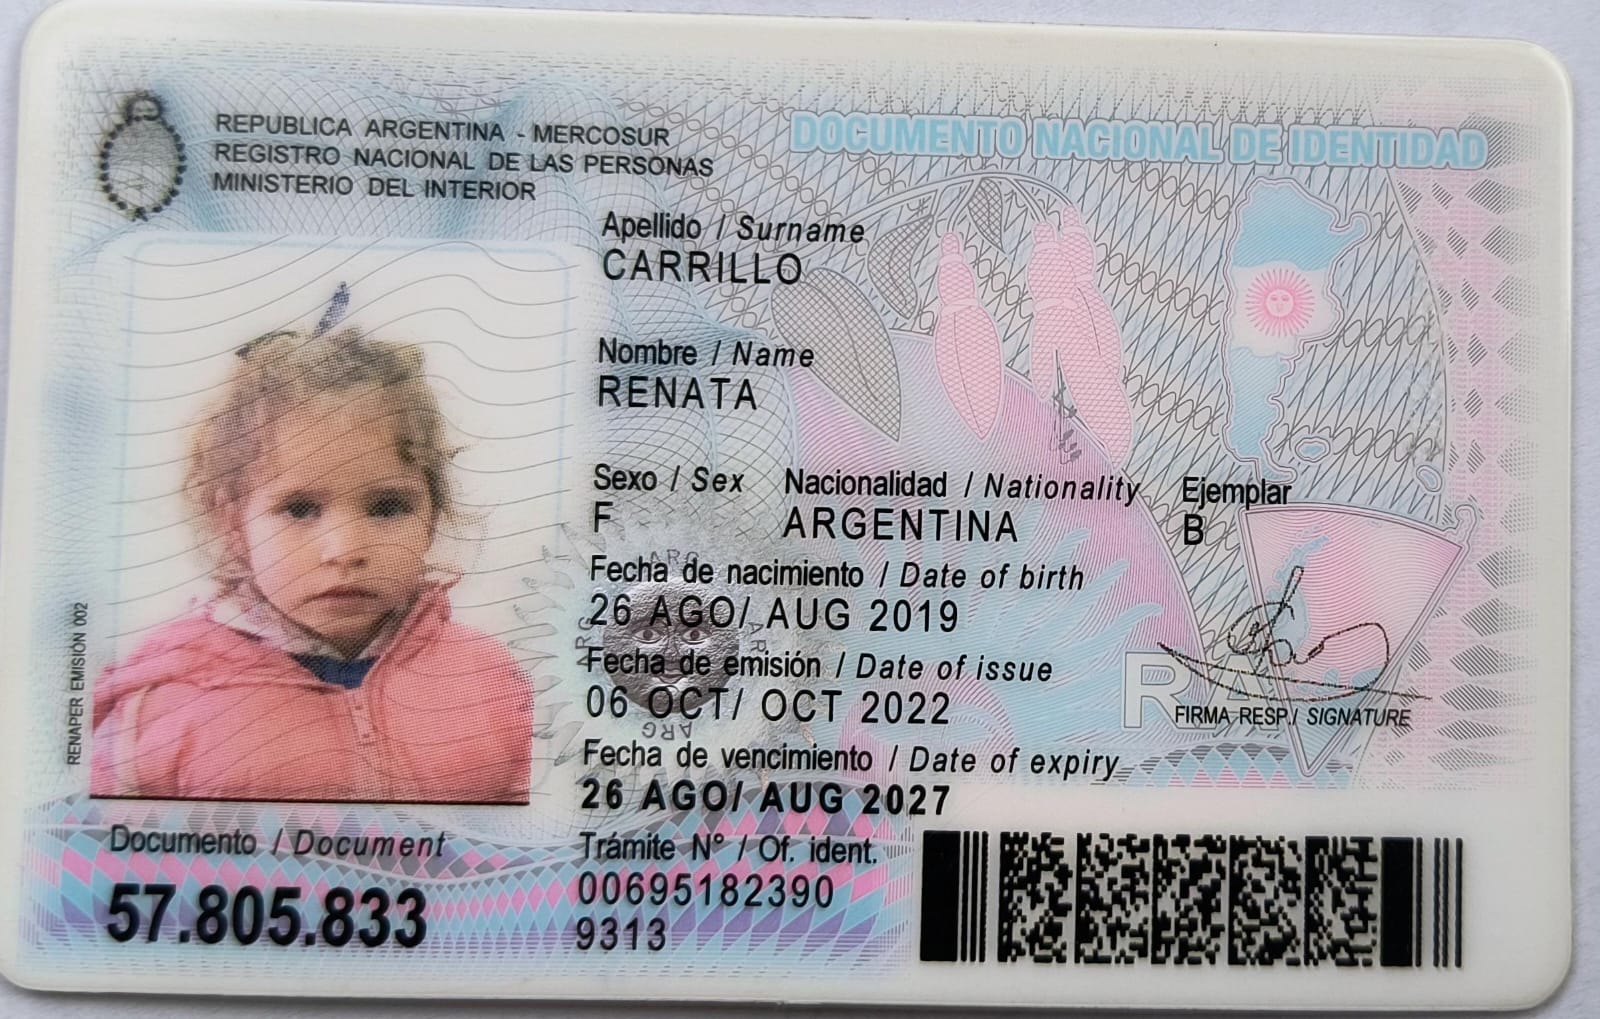 REPUBLICA ARGENTINA - MERCOSUR
REGISTRO NACIONAL DE LAS PERSONAS
MINISTERIO DEL INTERIOR
DOCUMENTO NACIONAL DE IDENTIDAD
Apellido / Surname
CARRILLO
Nombre / Name
RENATA
Sexo / Sex
F
Nacionalidad / Nationality
ARGENTINA
Ejemplar
B
Fecha de nacimiento / Date of birth
26 AGO/ AUG 2019
Fecha de emisión / Date of issue
06 OCT/ OCT 2022
Fecha de vencimiento / Date of expiry
26 AGO/ AUG 2027
FIRMA RESP./ SIGNATURE
RENAPER EMISIÓN 002
Documento / Document
57.805.833
Trámite N° / Of. ident.
00695182390
9313
ARG
ARG
ARG
ARG